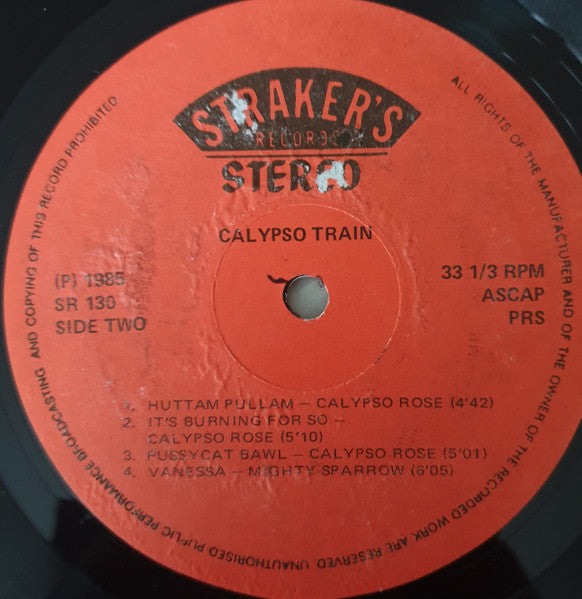 STRAKER'S
RECORDS
STEREO
CALYPSO TRAIN
(P) 1985
SR 130
SIDE TWO
33 1/3 RPM
ASCAP
PRS
1. HUTTAM PULLAM – CALYPSO ROSE (4'42)
2. IT'S BURNING FOR SO –
CALYPSO ROSE (5'10)
3. PUSSYCAT BAWL – CALYPSO ROSE (5'01)
4. VANESSA – MIGHTY SPARROW (6'05)
ALL RIGHTS OF THE MANUFACTURER AND OF THE OWNER OF THE RECORDED WORK ARE RESERVED UNAUTHORISED PUPLIC PERFORMANCE BROADCASTING AND COPYING OF THIS RECORD PROHIBITED